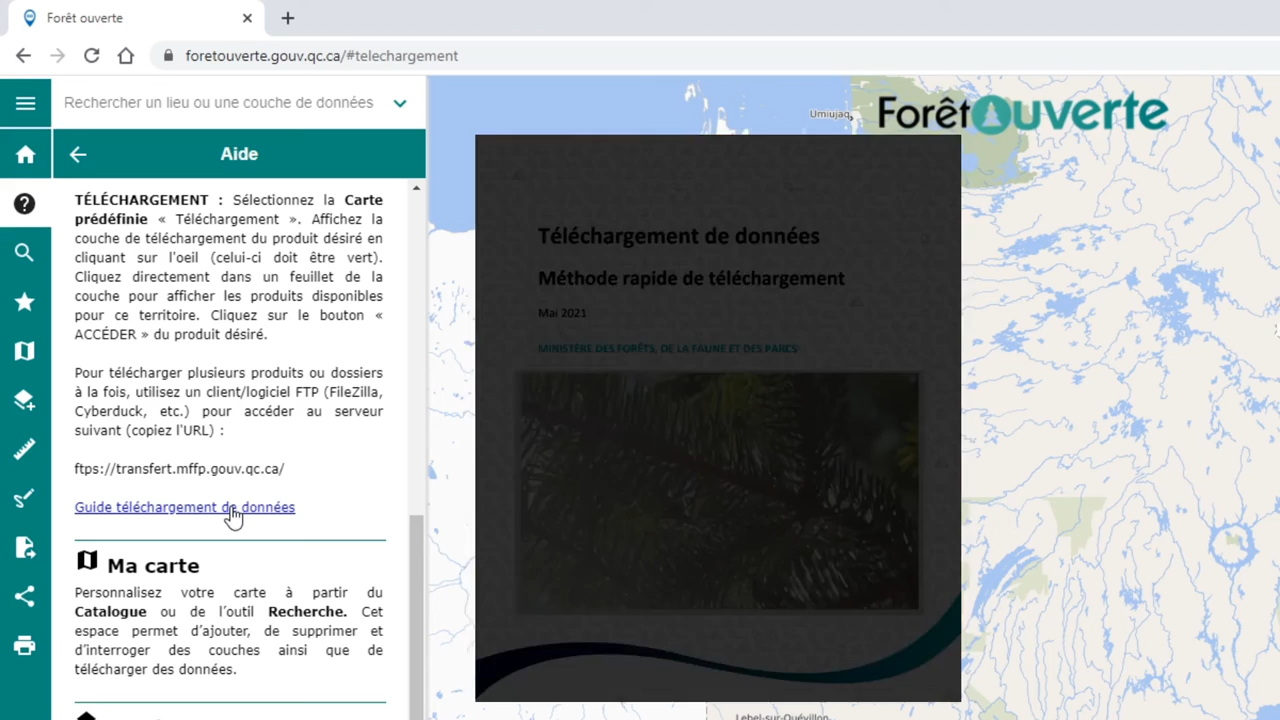 Forêt ouverte
foretouverte.gouv.qc.ca/#telechargement
Rechercher un lieu ou une couche de données
Aide
TÉLÉCHARGEMENT : Sélectionnez la Carte
prédéfinie « Téléchargement ». Affichez la
couche de téléchargement du produit désiré en
cliquant sur l'oeil (celui-ci doit être vert).
Cliquez directement dans un feuillet de la
couche pour afficher les produits disponibles
pour ce territoire. Cliquez sur le bouton «
ACCÉDER » du produit désiré.
Pour télécharger plusieurs produits ou dossiers
à la fois, utilisez un client/logiciel FTP (FileZilla,
Cyberduck, etc.) pour accéder au serveur
suivant (copiez l'URL) :
ftps://transfert.mffp.gouv.qc.ca/
Guide téléchargement de données
Ma carte
Personnalisez votre carte à partir du
Catalogue ou de l'outil Recherche. Cet
espace permet d'ajouter, de supprimer et
d'interroger des couches ainsi que de
télécharger des données.
Umiujaq
ForêtOuverte
Téléchargement de données
Méthode rapide de téléchargement
Mai 2021
MINISTÈRE DES FORÊTS, DE LA FAUNE ET DES PARCS
Lebel-sur-Quévillon